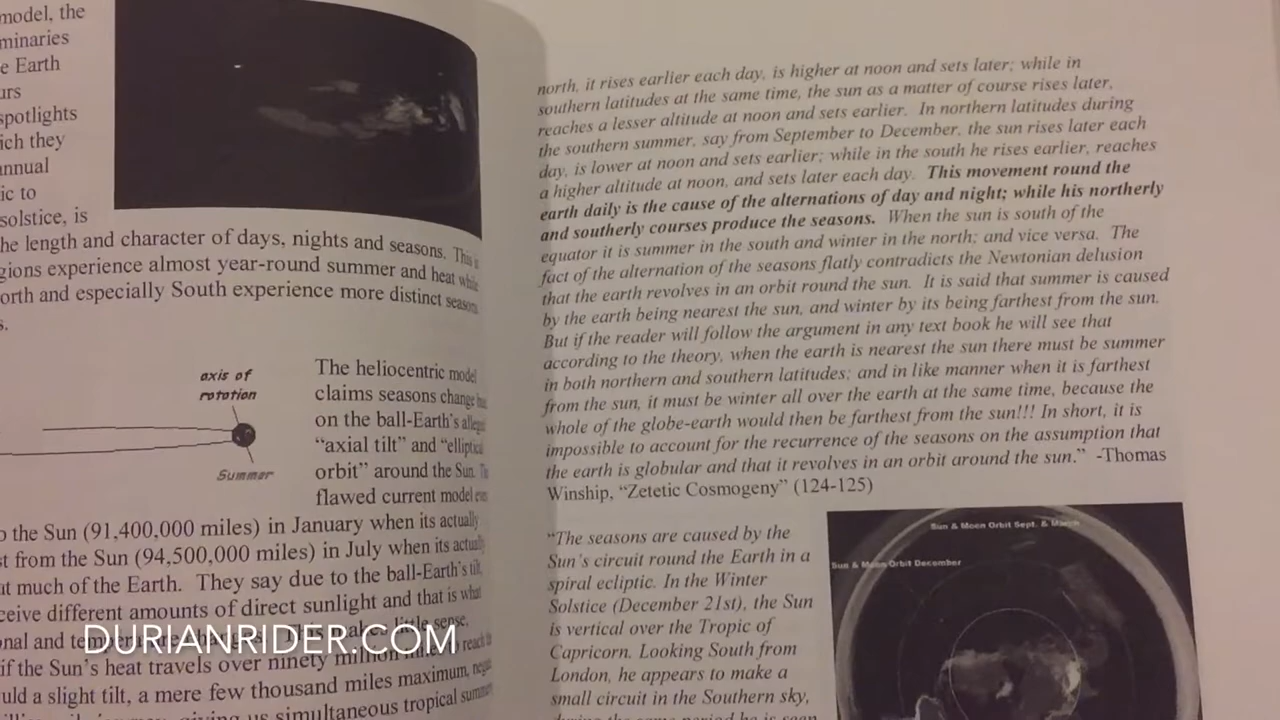 model, the
minaries
e Earth
urs
spotlights
ich they
annual
ic to
solstice, is
he length and character of days, nights and seasons. This
gions experience almost year-round summer and heat while
orth and especially South experience more distinct
s.
axis of
rotation
Summer
The heliocentric model
claims seasons change
on the ball-Earth's
"axial tilt" and "elliptical
orbit" around the Sun.
flawed current model
o the Sun (91,400,000 miles) in January when its actually
st from the Sun (94,500,000 miles) in July when its actually
at much of the Earth. They say due to the ball-Earth's tilt,
ceive different amounts of direct sunlight and that is what
onal and little sense,
if the Sun's heat travels over ninety million to reach
uld a slight tilt, a mere few thousand miles maximum,
giving us simultaneous tropical
DURIANRIDER.COM
north, it rises earlier each day, is higher at noon and sets later; while in
southern latitudes at the same time, the sun as a matter of course rises later,
reaches a lesser altitude at noon and sets earlier. In northern latitudes during
the southern summer, say from September to December, the sun rises later each
day, is lower at noon and sets earlier; while in the south he rises earlier, reaches
a higher altitude at noon, and sets later each day. This movement round the
earth daily is the cause of the alternations of day and night; while his northerly
and southerly courses produce the seasons. When the sun is south of the
equator it is summer in the south and winter in the north; and vice versa. The
fact of the alternation of the seasons flatly contradicts the Newtonian delusion
that the earth revolves in an orbit round the sun. It is said that summer is caused
by the earth being nearest the sun, and winter by its being farthest from the sun.
But if the reader will follow the argument in any text book he will see that
according to the theory, when the earth is nearest the sun there must be summer
in both northern and southern latitudes; and in like manner when it is farthest
from the sun, it must be winter all over the earth at the same time, because the
whole of the globe-earth would then be farthest from the sun!!! In short, it is
impossible to account for the recurrence of the seasons on the assumption that
the earth is globular and that it revolves in an orbit around the sun." -Thomas
Winship, "Zetetic Cosmogeny" (124-125)
"The seasons are caused by the
Sun's circuit round the Earth in a
spiral ecliptic. In the Winter
Solstice (December 21st), the Sun
is vertical over the Tropic of
Capricorn. Looking South from
London, he appears to make a
small circuit in the Southern sky,
Sun & Moon Orbit Sept. & March
Sun & Moon Orbit December